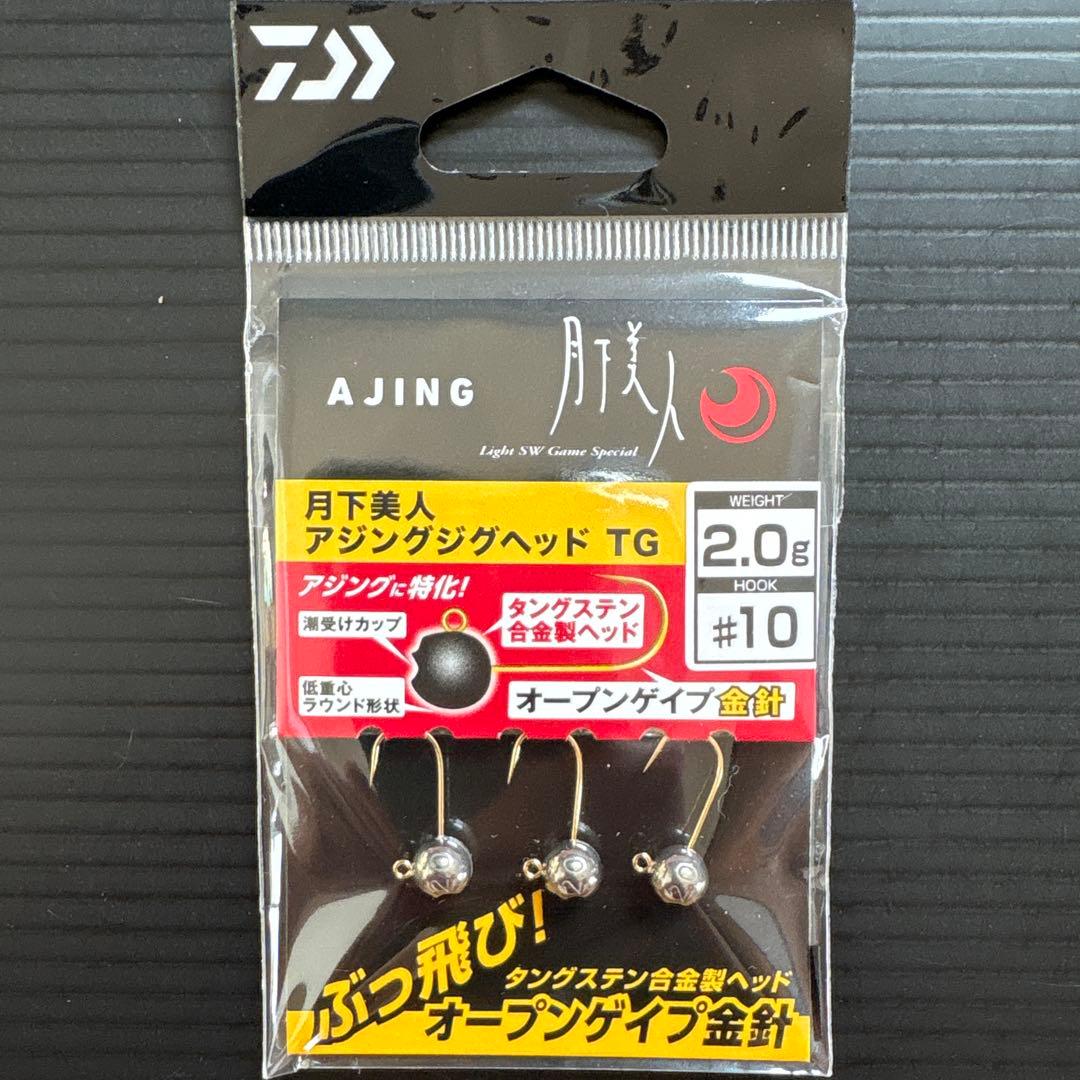 AJING
月下美人
Light SW Game Special
月下美人
アジングジグヘッド TG
WEIGHT
2.0g
HOOK
#10
アジングに特化!
潮受けカップ
タングステン
合金製ヘッド
低重心
ラウンド形状
オープンゲイプ金針
ぶっ飛び!
タングステン合金製ヘッド
オープンゲイプ金針